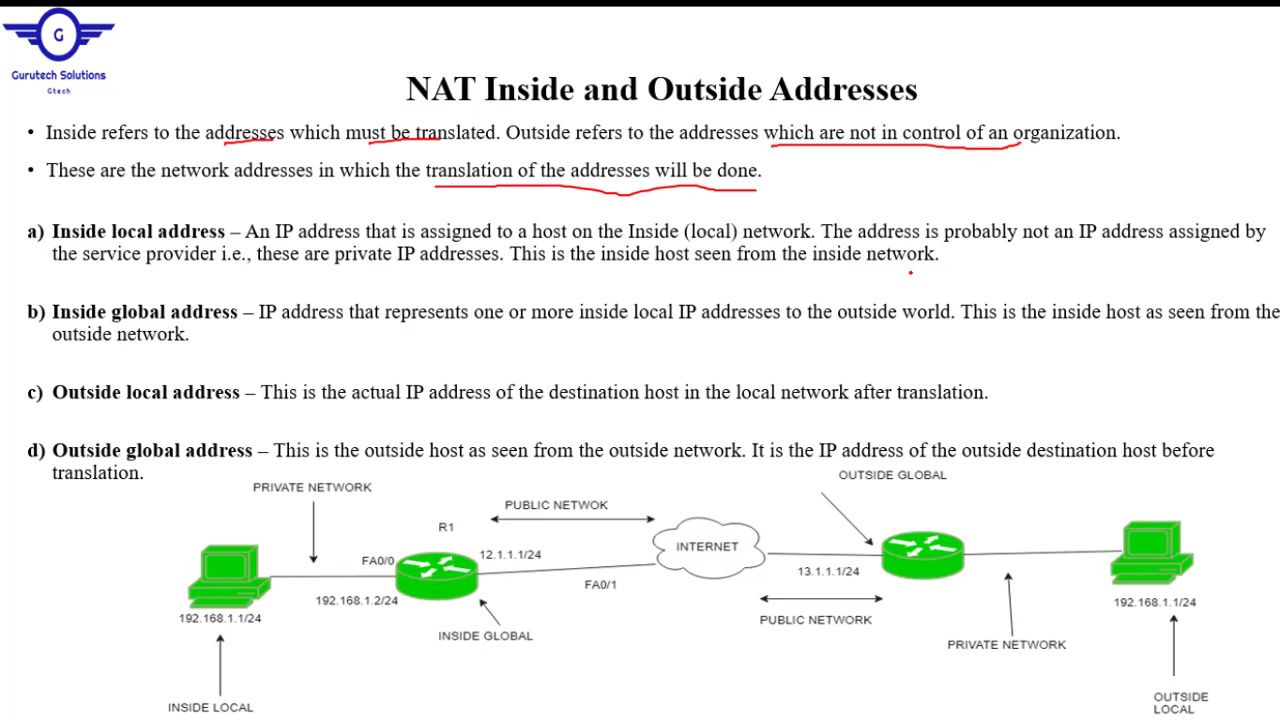 G
Gurutech Solutions
Gtech
NAT Inside and Outside Addresses
• Inside refers to the addresses which must be translated. Outside refers to the addresses which are not in control of an organization.
• These are the network addresses in which the translation of the addresses will be done.
a) Inside local address – An IP address that is assigned to a host on the Inside (local) network. The address is probably not an IP address assigned by
the service provider i.e., these are private IP addresses. This is the inside host seen from the inside network.
b) Inside global address – IP address that represents one or more inside local IP addresses to the outside world. This is the inside host as seen from the
outside network.
c) Outside local address – This is the actual IP address of the destination host in the local network after translation.
d) Outside global address – This is the outside host as seen from the outside network. It is the IP address of the outside destination host before
translation.
PRIVATE NETWORK
PUBLIC NETWOK
OUTSIDE GLOBAL
R1
INTERNET
FA0/0
12.1.1.1/24
FA0/1
13.1.1.1/24
192.168.1.1/24
192.168.1.2/24
192.168.1.1/24
INSIDE GLOBAL
PUBLIC NETWORK
PRIVATE NETWORK
INSIDE LOCAL
OUTSIDE
LOCAL